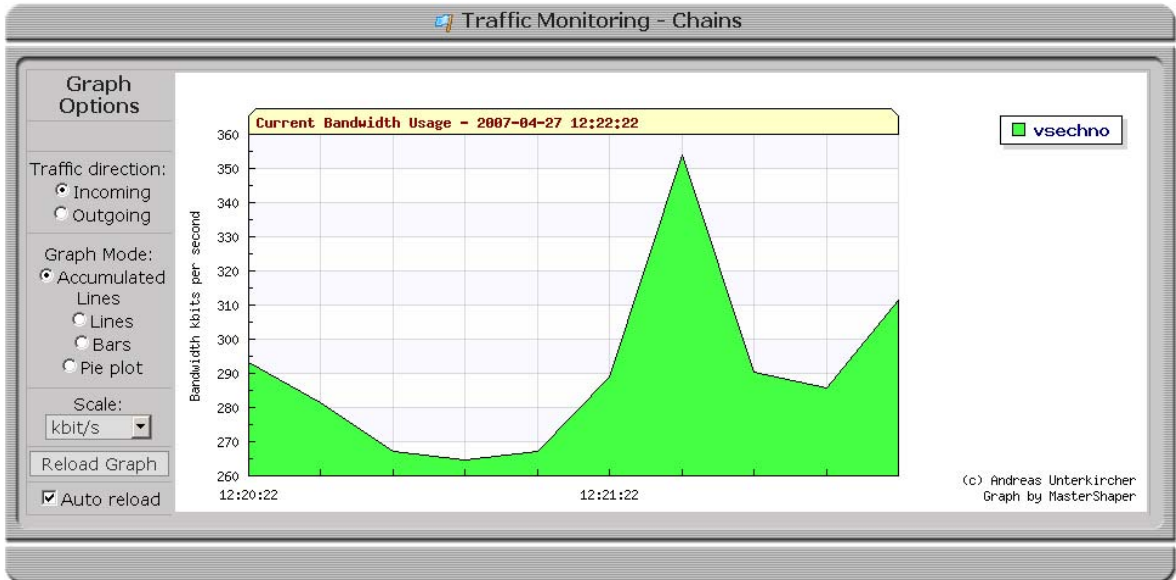 Traffic Monitoring - Chains
Graph
Options
Traffic direction:
Incoming
Outgoing
Graph Mode:
Accumulated
Lines
Lines
Bars
Pie plot
Scale:
kbit/s
Reload Graph
Auto reload
Current Bandwidth Usage - 2007-04-27 12:22:22
Bandwidth kbits per second
360
350
340
330
320
310
300
290
280
270
260
12:20:22
12:21:22
vsechno
(c) Andreas Unterkircher
Graph by MasterShaper